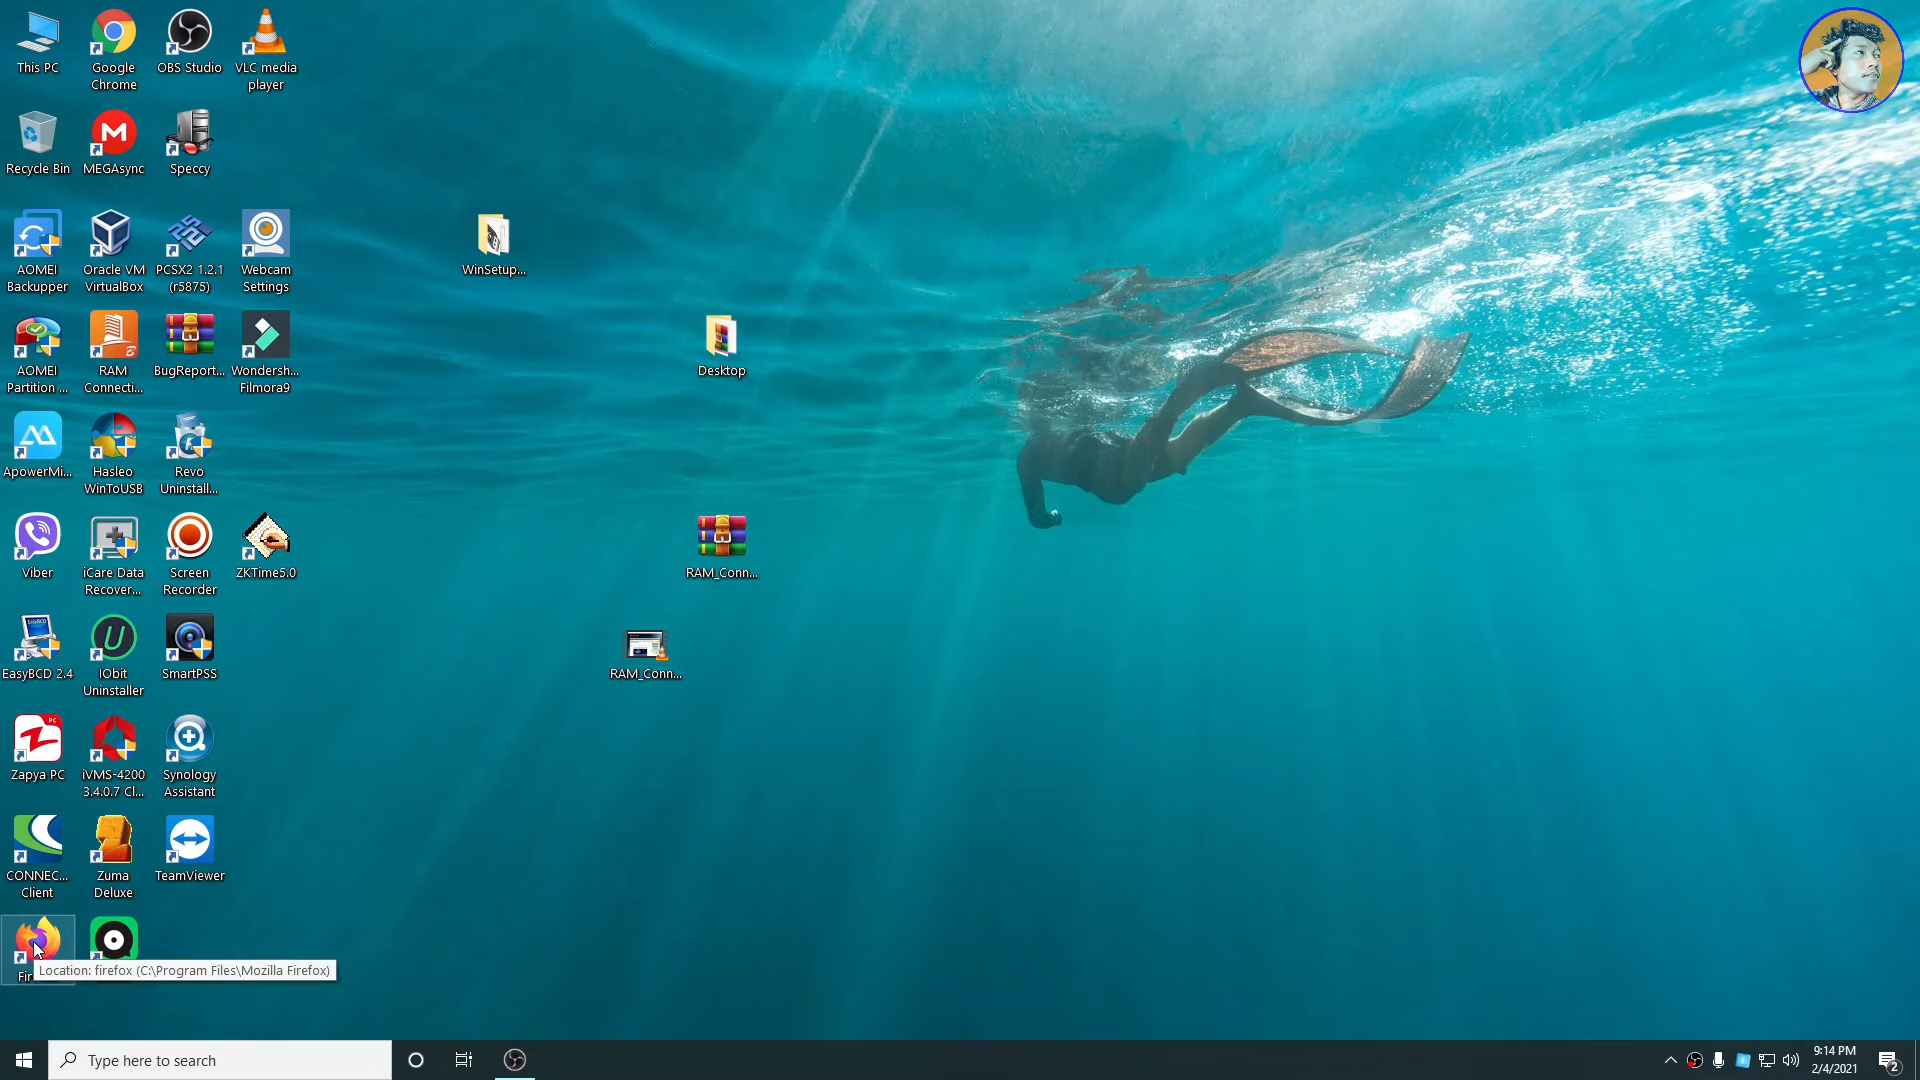 This PC
Google
Chrome
OBS Studio
VLC media
player
Recycle Bin
MEGAsync
Speccy
AOMEI
Backupper
Oracle VM
VirtualBox
PCSX2 1.2.1
(r5875)
Webcam
Settings
WinSetup...
AOMEI
Partition ...
RAM
Connecti...
BugReport...
Wondersh...
Filmora9
Desktop
ApowerMi...
Hasleo
WinToUSB
Revo
Uninstall...
Viber
iCare Data
Recover...
Screen
Recorder
ZKTime5.0
RAM_Conn...
EasyBCD 2.4
IObit
Uninstaller
SmartPSS
RAM_Conn...
Zapya PC
iVMS-4200
3.4.0.7 Cl...
Synology
Assistant
CONNEC...
Client
Zuma
Deluxe
TeamViewer
Location: firefox (C:\Program Files\Mozilla Firefox)
Type here to search
9:14 PM
2/4/2021
2